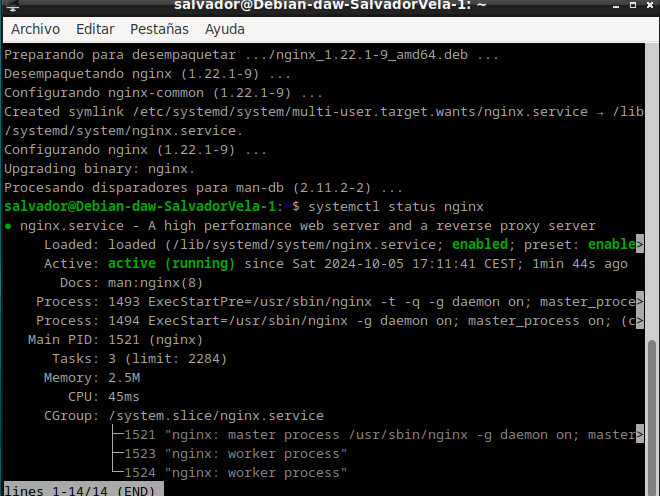 salvador@Debian-daw-SalvadorVela-1: ~
Archivo Editar Pestañas Ayuda
Preparando para desempaquetar .../nginx_1.22.1-9_amd64.deb ...
Desempaquetando nginx (1.22.1-9) ...
Configurando nginx-common (1.22.1-9) ...
Created symlink /etc/systemd/system/multi-user.target.wants/nginx.service → /lib
/systemd/system/nginx.service.
Configurando nginx (1.22.1-9) ...
Upgrading binary: nginx.
Procesando disparadores para man-db (2.11.2-2) ...
salvador@Debian-daw-SalvadorVela-1:~$ systemctl status nginx
● nginx.service - A high performance web server and a reverse proxy server
Loaded: loaded (/lib/systemd/system/nginx.service; enabled; preset: enable>
Active: active (running) since Sat 2024-10-05 17:11:41 CEST; 1min 44s ago
Docs: man:nginx(8)
Process: 1493 ExecStartPre=/usr/sbin/nginx -t -q -g daemon on; master_proce>
Process: 1494 ExecStart=/usr/sbin/nginx -g daemon on; master_process on; (c>
Main PID: 1521 (nginx)
Tasks: 3 (limit: 2284)
Memory: 2.5M
CPU: 45ms
CGroup: /system.slice/nginx.service
├─1521 "nginx: master process /usr/sbin/nginx -g daemon on; master>
├─1523 "nginx: worker process"
└─1524 "nginx: worker process"
lines 1-14/14 (END)